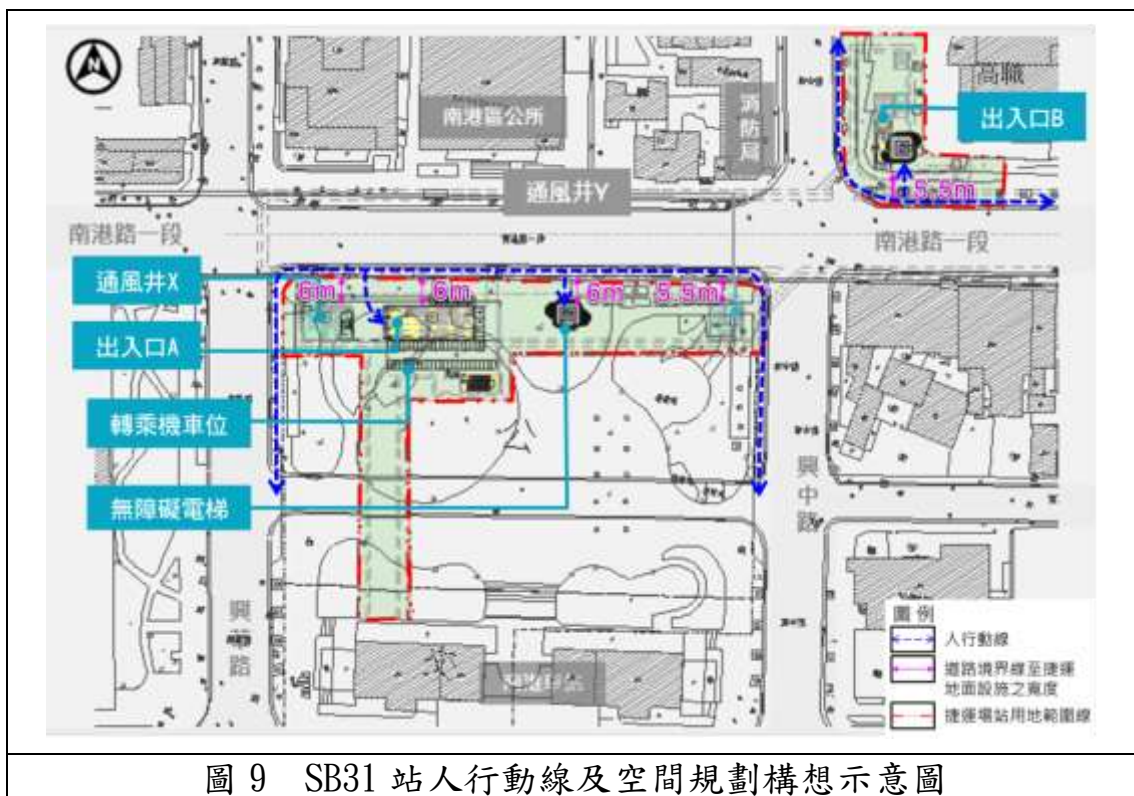 N
高職
南港區公所
消防局
出入口B
通風井Y
5.5m
南港路一段
南港路一段
通風井X
6m
6m
6m
5.5m
出入口A
轉乘機車位
公
無障礙電梯
興中路
興華路
圖例
人行動線
道路境界線至捷運
地面設施之寬度
捷運場站用地範圍線
圖 9 SB31 站人行動線及空間規劃構想示意圖